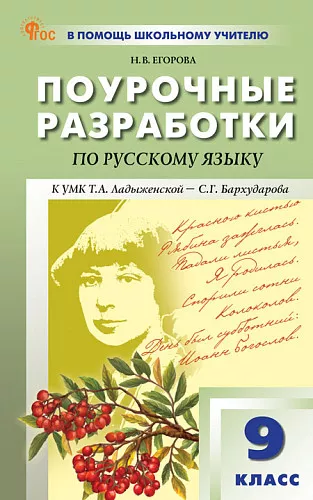 ФГОС
В ПОМОЩЬ ШКОЛЬНОМУ УЧИТЕЛЮ
Н.В. ЕГОРОВА
ПОУРОЧНЫЕ
РАЗРАБОТКИ
ПО РУССКОМУ ЯЗЫКУ
К УМК Т.А. Ладыженской – С.Г. Бархударова
Красною кистью
Рябина зажглась.
Падали листья,
Я родилась.
Спорили сотни
Колоколов.
День был субботний:
Иоанн Богослов.
9
КЛАСС